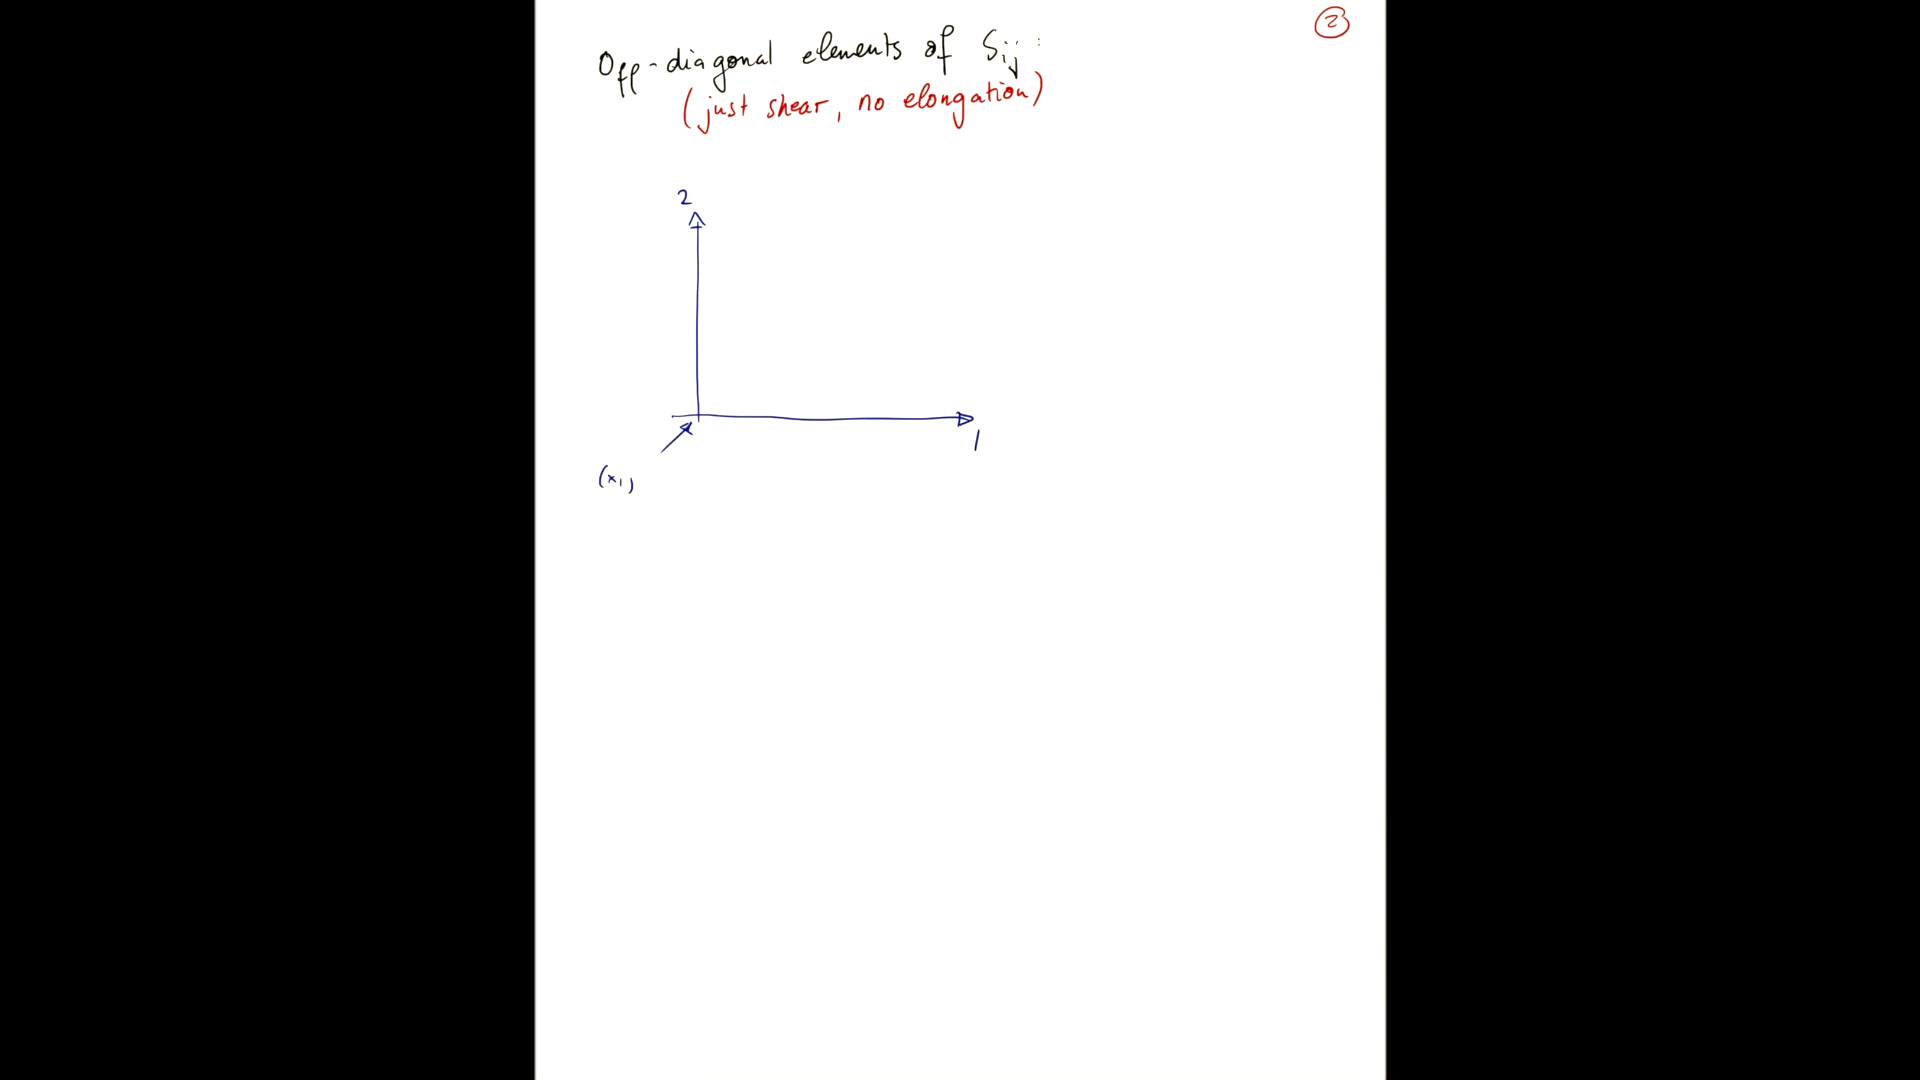 ②
Off-diagonal elements of Sij:
(just shear, no elongation)
2
1
(x₁)